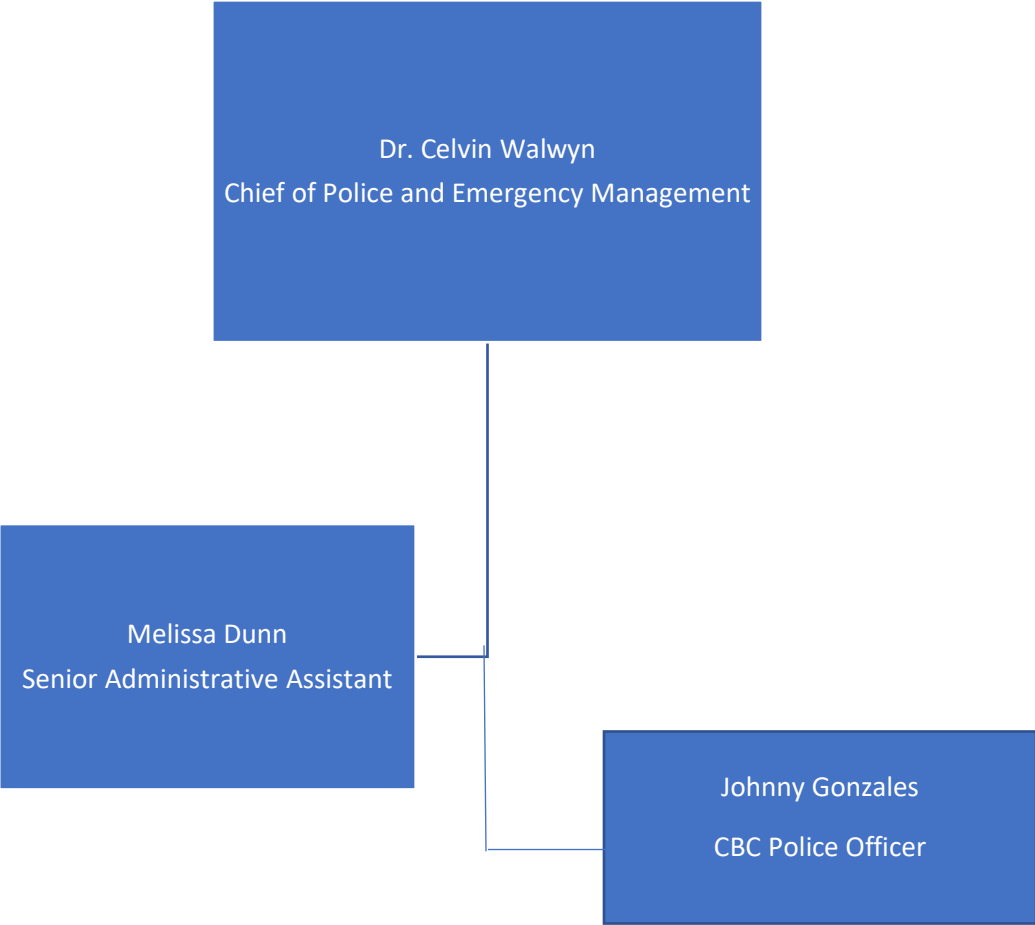 Dr. Celvin Walwyn
Chief of Police and Emergency Management
Melissa Dunn
Senior Administrative Assistant
Johnny Gonzales
CBC Police Officer